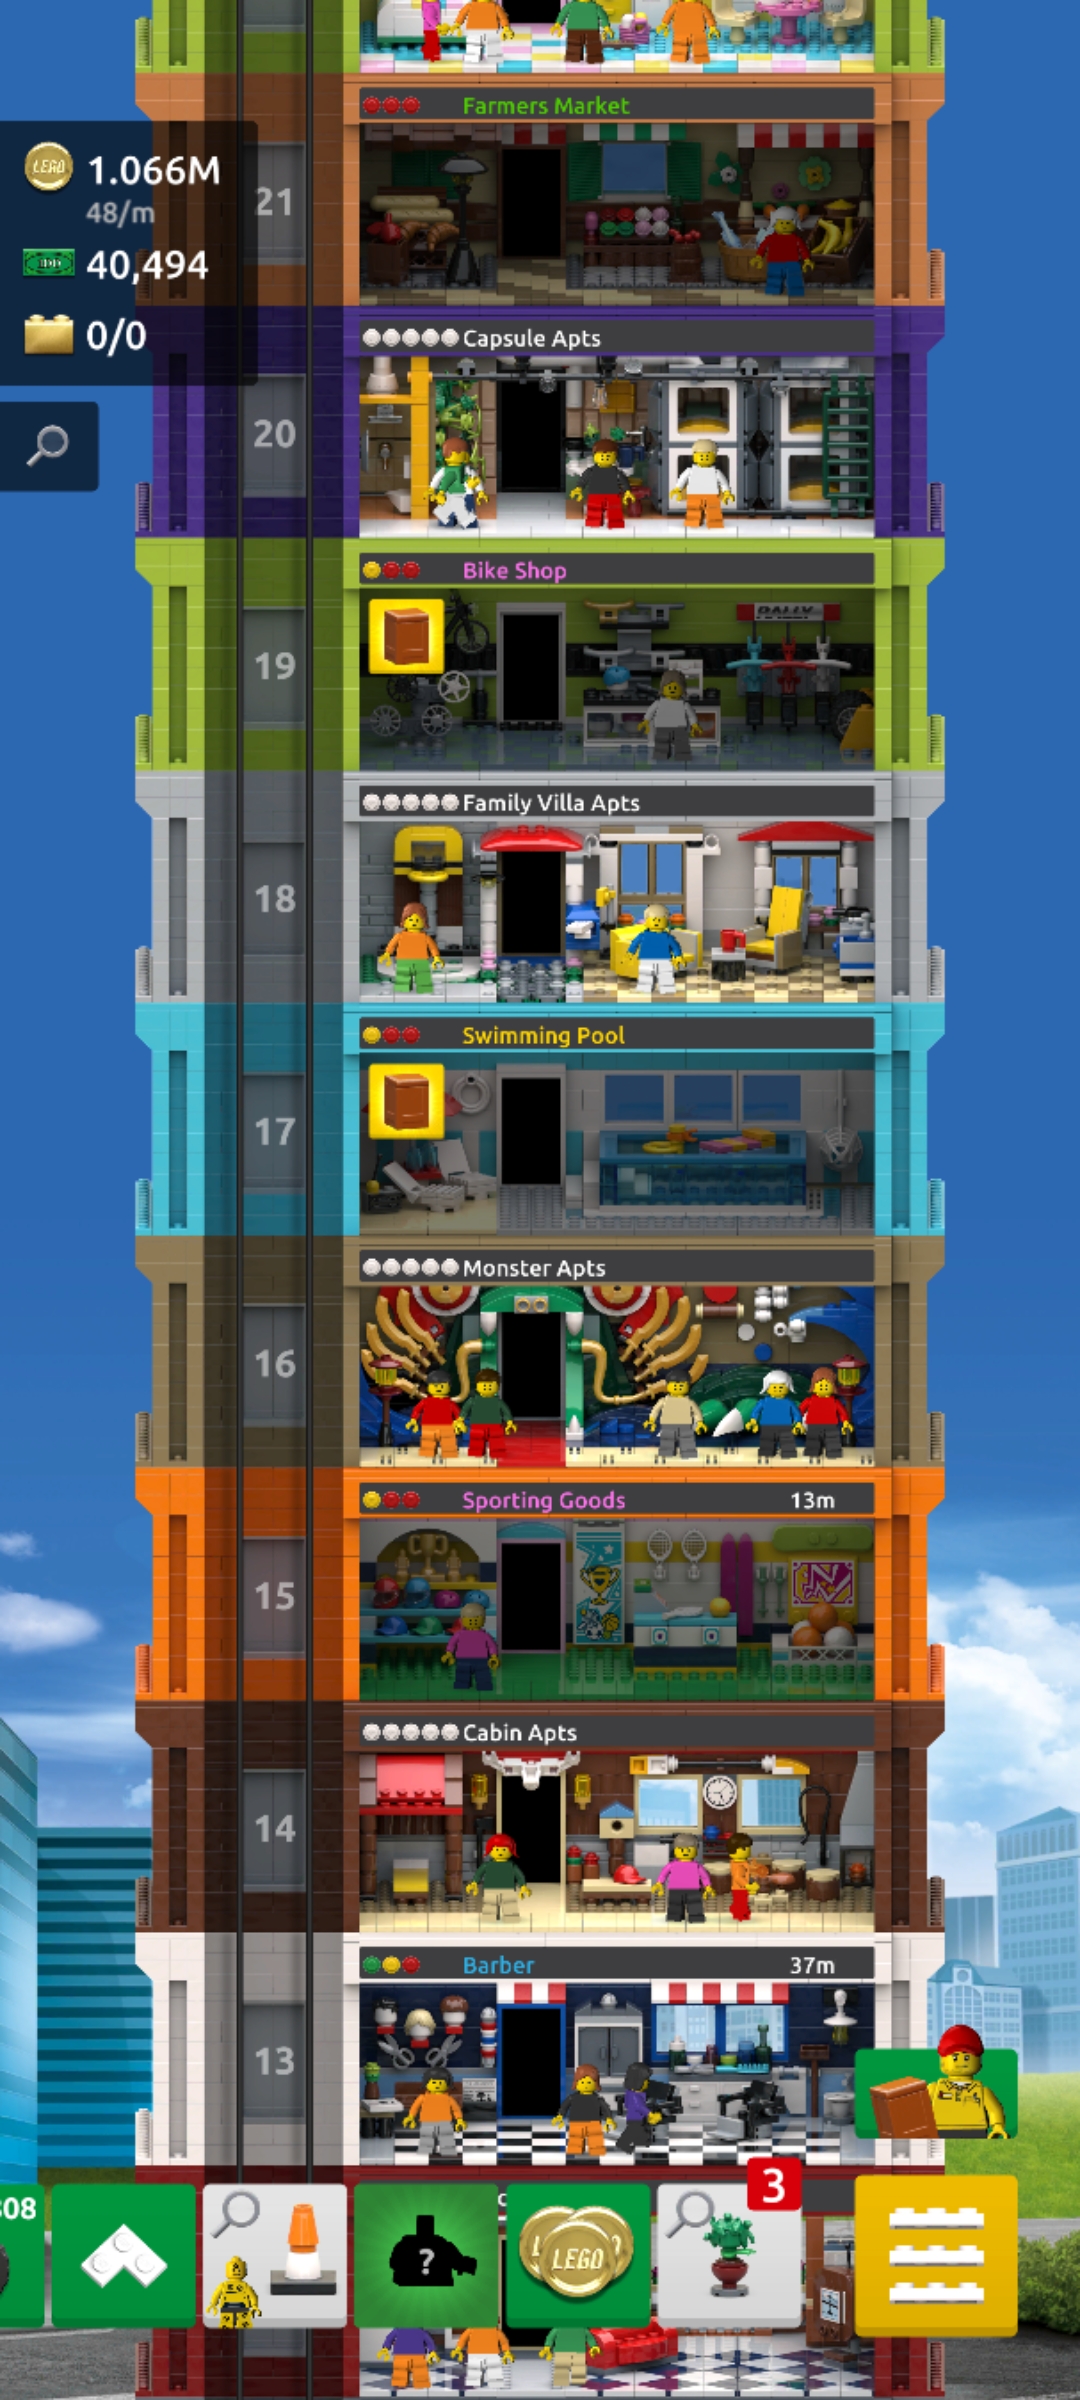 Farmers Market
LEGO 1.066M
48/m
40,494
0/0
21
Capsule Apts
20
Bike Shop
RALLY
19
Family Villa Apts
18
Swimming Pool
17
Monster Apts
16
Sporting Goods 13m
15
Cabin Apts
14
Barber 37m
13
3
?
LEGO